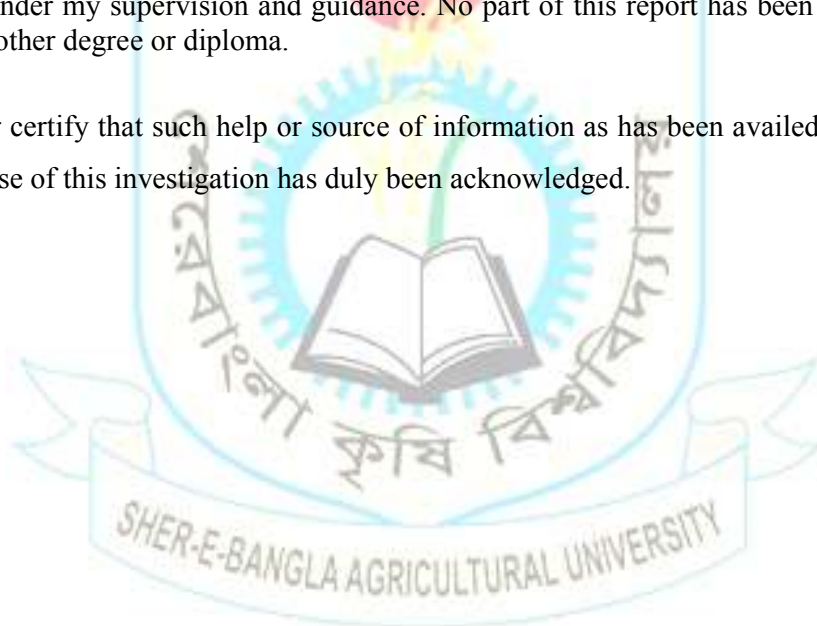 nder my supervision and guidance. No part of this report has been
other degree or diploma.
certify that such help or source of information as has been availed
se of this investigation has duly been acknowledged.
শেরেবাংলা কৃষি বিশ্ববিদ্যালয়
SHER-E-BANGLA AGRICULTURAL UNIVERSITY